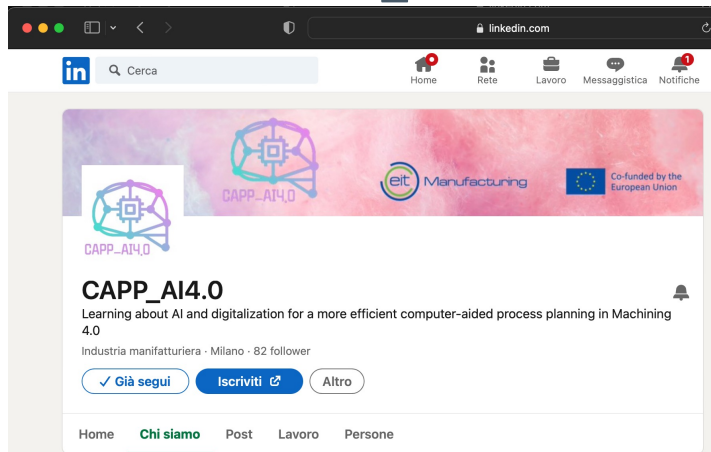 linkedin.com
in
Cerca
Home
Rete
Lavoro
Messaggistica
1
Notifiche
CAPP_AI4,0
eit Manufacturing
Co-funded by the
European Union
CAPP_AI4,0
CAPP_AI4.0
Learning about AI and digitalization for a more efficient computer-aided process planning in Machining
4.0
Industria manifatturiera · Milano · 82 follower
Già segui
Iscriviti
Altro
Home
Chi siamo
Post
Lavoro
Persone